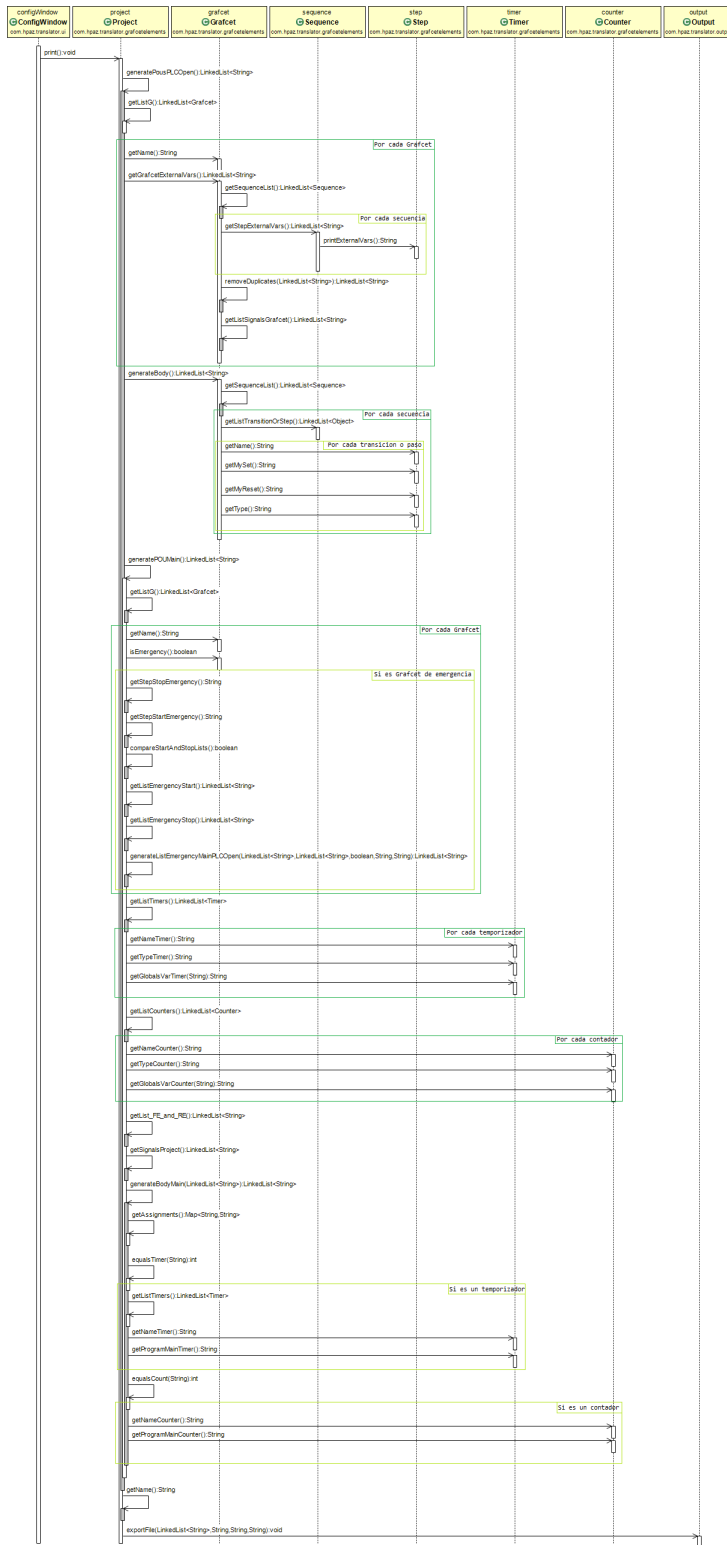 configWindow
ConfigWindow
com.hpaz.translator.ui
project
Project
com.hpaz.translator.grafcetelements
grafcet
Grafcet
com.hpaz.translator.grafcetelements
sequence
Sequence
com.hpaz.translator.grafcetelements
step
Step
com.hpaz.translator.grafcetelements
timer
Timer
com.hpaz.translator.grafcetelements
counter
Counter
com.hpaz.translator.grafcetelements
output
Output
com.hpaz.translator.outp
print():void
generatePousPLCOpen():LinkedList<String>
getListG():LinkedList<Grafcet>
Por cada Grafcet
getName():String
getGrafcetExternalVars():LinkedList<String>
getSequenceList():LinkedList<Sequence>
Por cada secuencia
getStepExternalVars():LinkedList<String>
printExternalVars():String
removeDuplicates(LinkedList<String>):LinkedList<String>
getListSignalsGrafcet():LinkedList<String>
generateBody():LinkedList<String>
getSequenceList():LinkedList<Sequence>
Por cada secuencia
getListTransitionOrStep():LinkedList<Object>
Por cada transicion o paso
getName():String
getMySet():String
getMyReset():String
getType():String
generatePOUMain():LinkedList<String>
getListG():LinkedList<Grafcet>
Por cada Grafcet
getName():String
isEmergency():boolean
Si es Grafcet de emergencia
getStepStopEmergency():String
getStepStartEmergency():String
compareStartAndStopLists():boolean
getListEmergencyStart():LinkedList<String>
getListEmergencyStop():LinkedList<String>
generateListEmergencyMainPLCOpen(LinkedList<String>,LinkedList<String>,boolean,String,String):LinkedList<String>
getListTimers():LinkedList<Timer>
Por cada temporizador
getNameTimer():String
getTypeTimer():String
getGlobalsVarTimer(String):String
getListCounters():LinkedList<Counter>
Por cada contador
getNameCounter():String
getTypeCounter():String
getGlobalsVarCounter(String):String
getList_FE_and_RE():LinkedList<String>
getSignalsProject():LinkedList<String>
generateBodyMain(LinkedList<String>):LinkedList<String>
getAssignments():Map<String,String>
equalsTimer(String):int
Si es un temporizador
getListTimers():LinkedList<Timer>
getNameTimer():String
getProgramMainTimer():String
equalsCount(String):int
Si es un contador
getNameCounter():String
getProgramMainCounter():String
getName():String
exportFile(LinkedList<String>,String,String,String):void